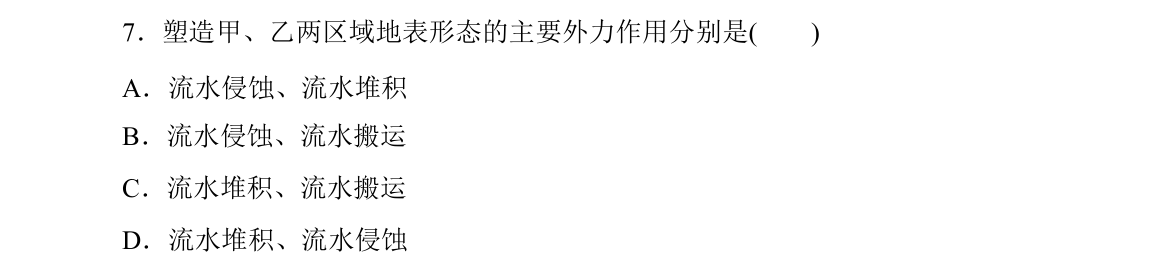 7．塑造甲、乙两区域地表形态的主要外力作用分别是(　　)
A．流水侵蚀、流水堆积
B．流水侵蚀、流水搬运
C．流水堆积、流水搬运
D．流水堆积、流水侵蚀